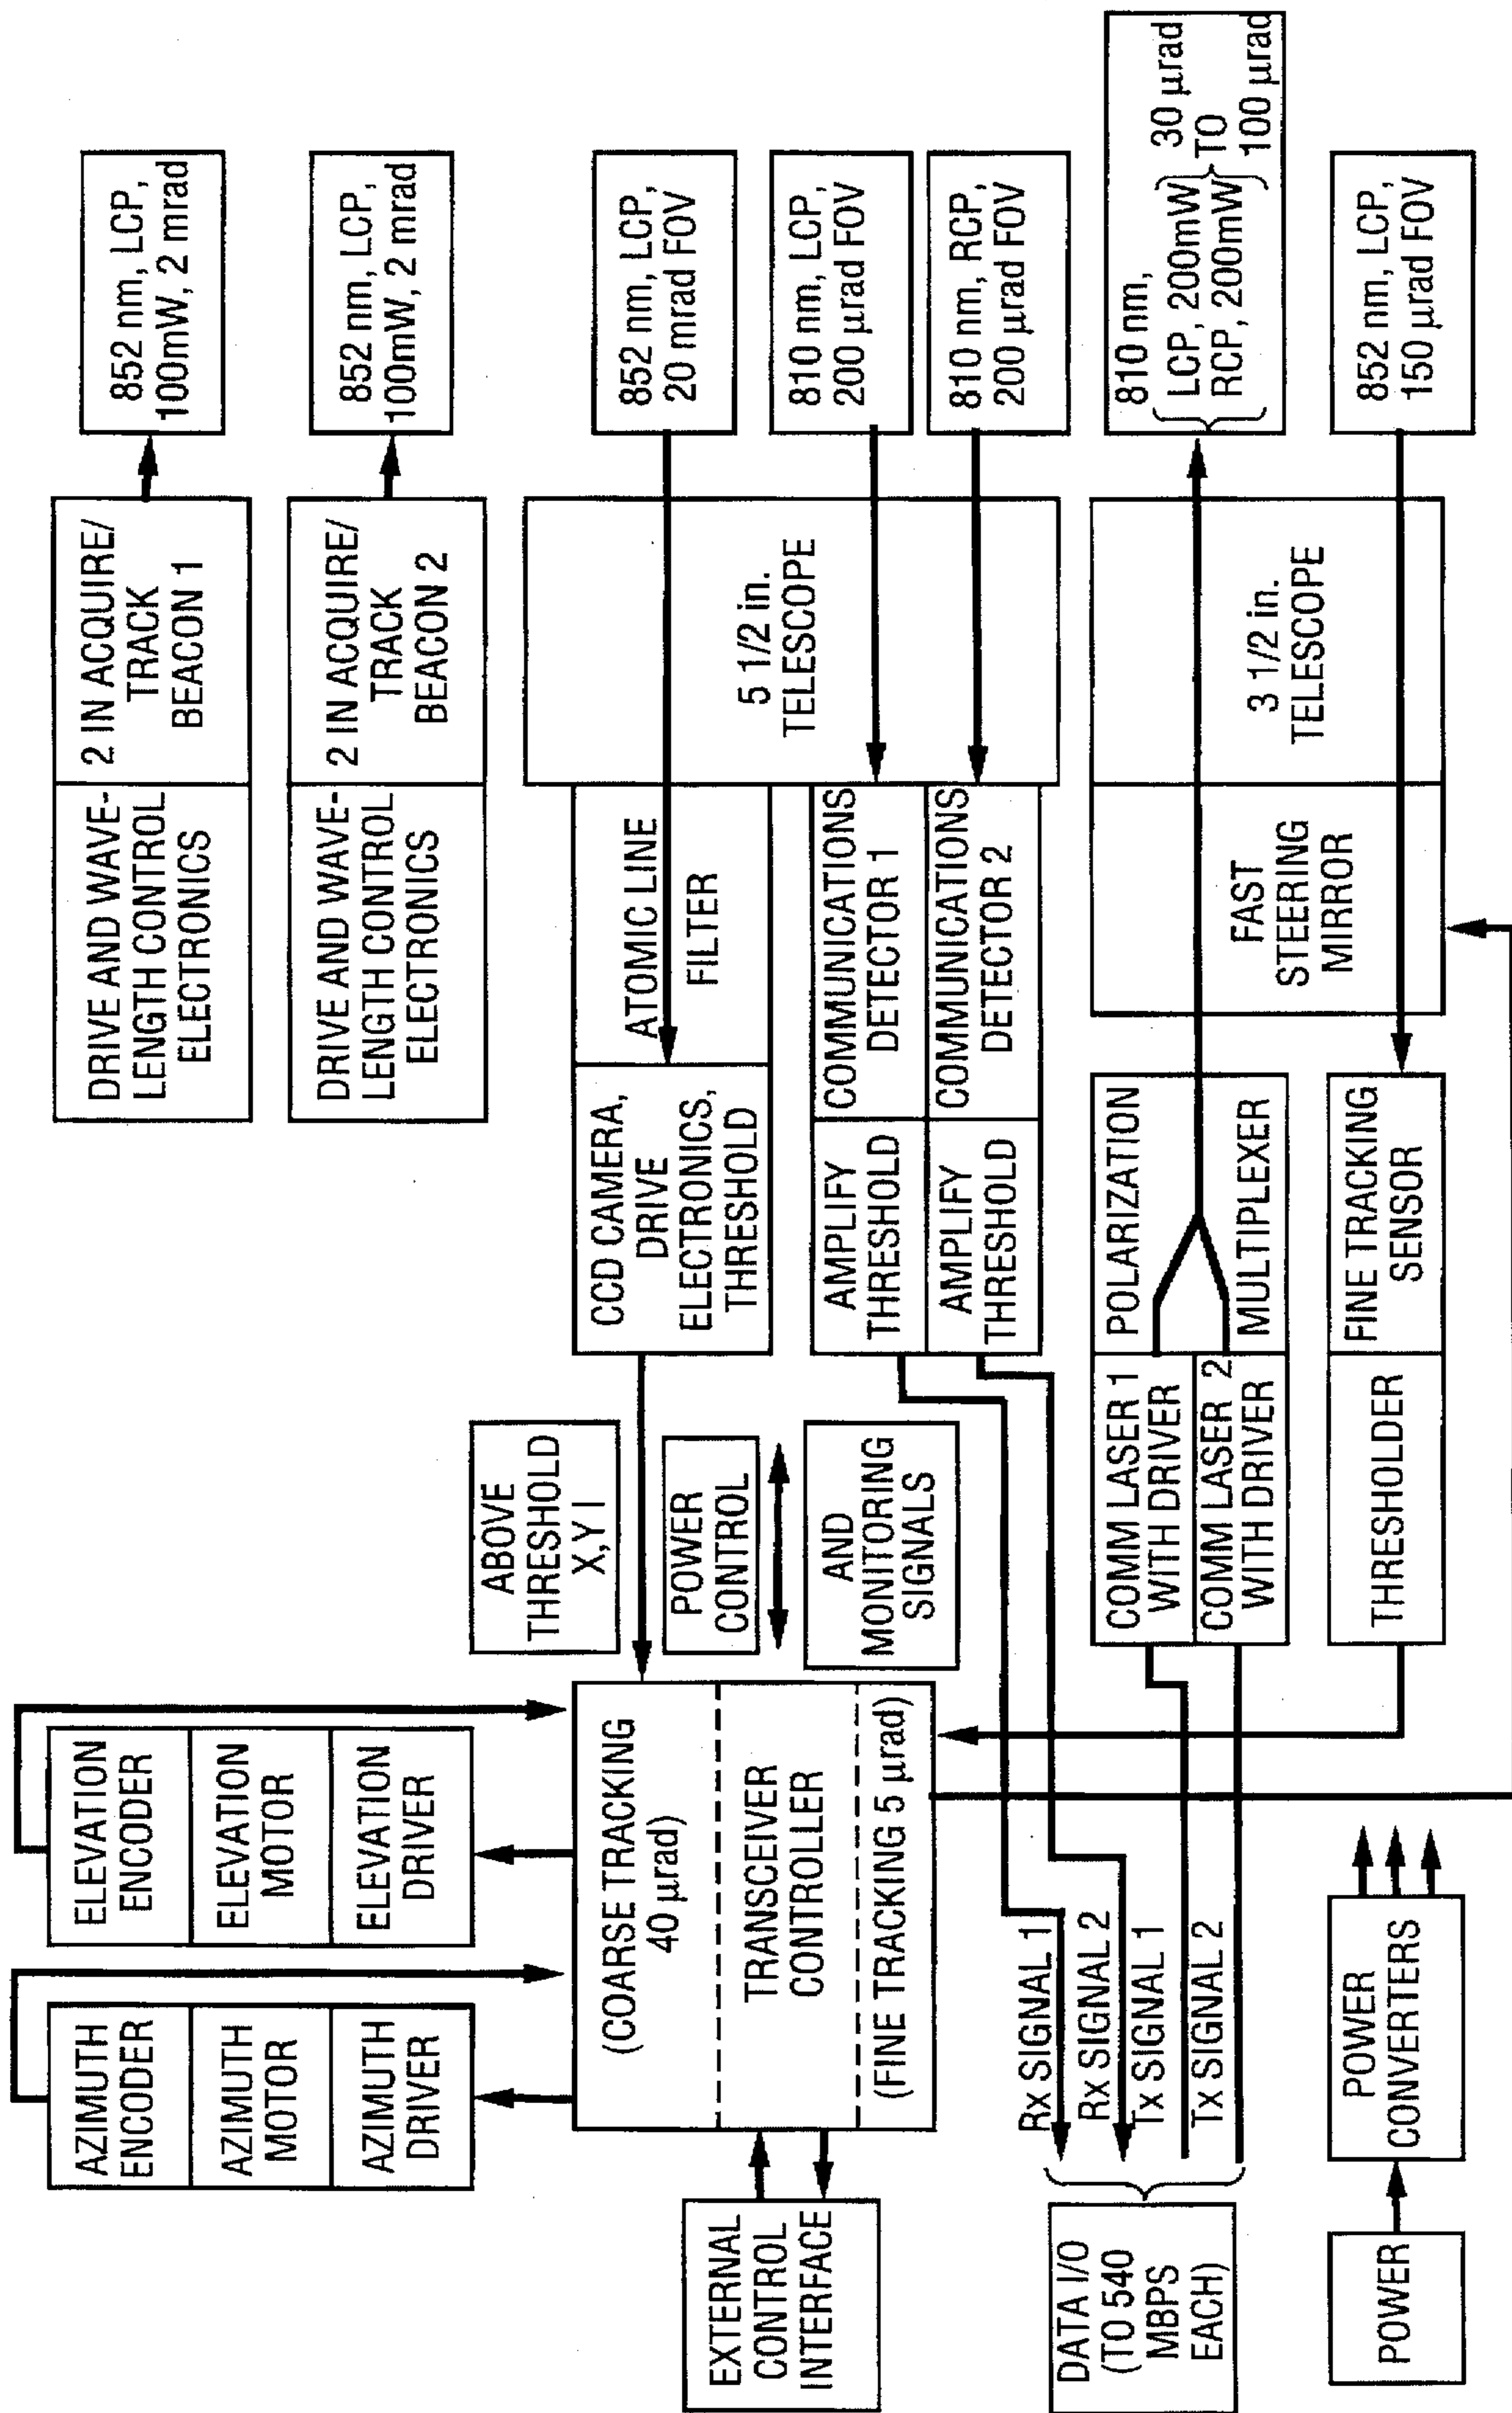 AZIMUTH
ENCODER
AZIMUTH
MOTOR
AZIMUTH
DRIVER
ELEVATION
ENCODER
ELEVATION
MOTOR
ELEVATION
DRIVER
DRIVE AND WAVE-
LENGTH CONTROL
ELECTRONICS
2 IN ACQUIRE/
TRACK
BEACON 1
852 nm, LCP,
100mW, 2 mrad
DRIVE AND WAVE-
LENGTH CONTROL
ELECTRONICS
2 IN ACQUIRE/
TRACK
BEACON 2
852 nm, LCP,
100mW, 2 mrad
EXTERNAL
CONTROL
INTERFACE
(COARSE TRACKING
40 µrad)
TRANSCEIVER
CONTROLLER
(FINE TRACKING 5 µrad)
ABOVE
THRESHOLD
X,Y I
POWER
CONTROL
AND
MONITORING
SIGNALS
CCD CAMERA,
DRIVE
ELECTRONICS,
THRESHOLD
ATOMIC LINE
FILTER
5 1/2 in.
TELESCOPE
852 nm, LCP,
20 mrad FOV
AMPLIFY
THRESHOLD
COMMUNICATIONS
DETECTOR 1
810 nm, LCP,
200 µrad FOV
AMPLIFY
THRESHOLD
COMMUNICATIONS
DETECTOR 2
810 nm, RCP,
200 µrad FOV
DATA I/O
(TO 540
MBPS
EACH)
Rx SIGNAL 1
Rx SIGNAL 2
Tx SIGNAL 1
Tx SIGNAL 2
COMM LASER 1
WITH DRIVER
COMM LASER 2
WITH DRIVER
POLARIZATION
MULTIPLEXER
FAST
STEERING
MIRROR
3 1/2 in.
TELESCOPE
810 nm,
LCP, 200mW
RCP, 200mW
30 µrad
TO
100 µrad
POWER
POWER
CONVERTERS
THRESHOLDER
FINE TRACKING
SENSOR
852 nm, LCP,
150 µrad FOV